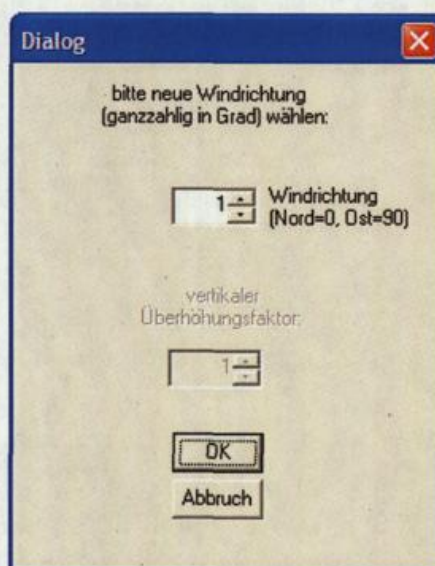 Dialog
bitte neue Windrichtung
(ganzzahlig in Grad) wählen:
1
Windrichtung
(Nord=0, Ost=90)
vertikaler
Überhöhungsfaktor:
1
OK
Abbruch